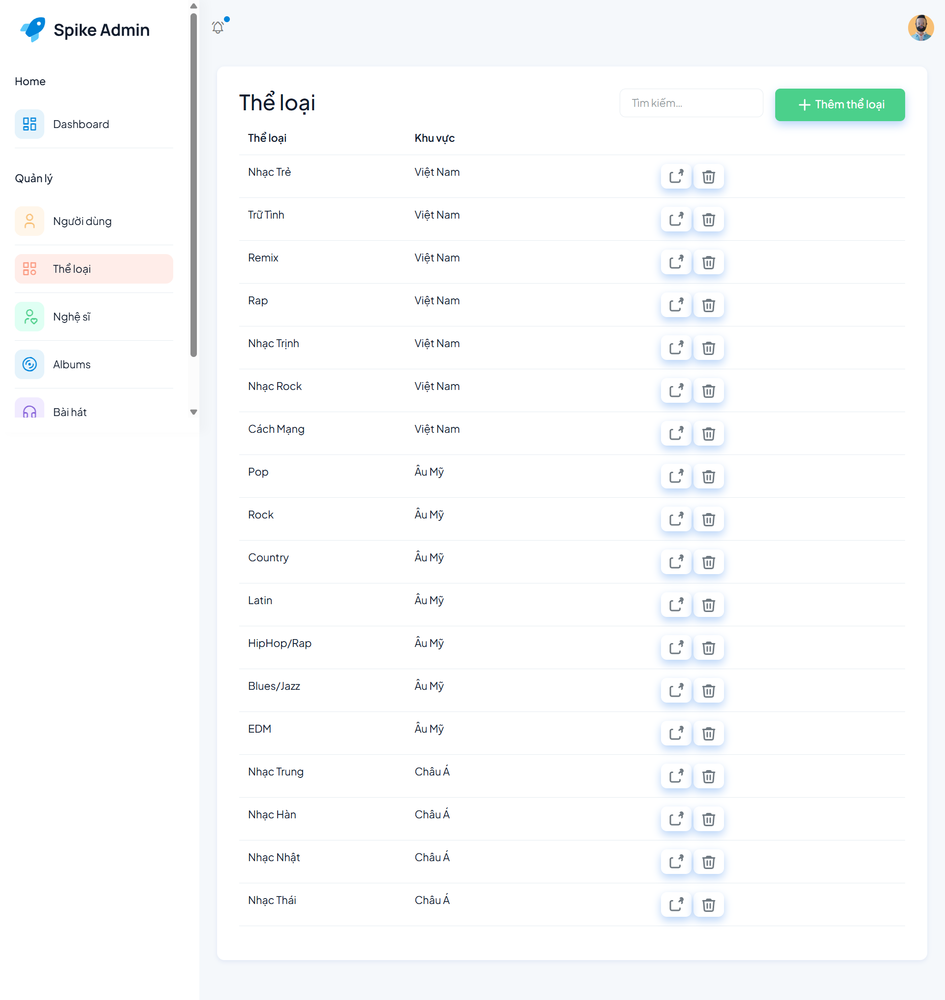 Spike Admin
Home
Dashboard
Quản lý
Người dùng
Thể loại
Nghệ sĩ
Albums
Bài hát
Thể loại
Tìm kiếm...
Thêm thể loại
Thể loại Khu vực
Nhạc Trẻ Việt Nam
Trữ Tình Việt Nam
Remix Việt Nam
Rap Việt Nam
Nhạc Trịnh Việt Nam
Nhạc Rock Việt Nam
Cách Mạng Việt Nam
Pop Âu Mỹ
Rock Âu Mỹ
Country Âu Mỹ
Latin Âu Mỹ
HipHop/Rap Âu Mỹ
Blues/Jazz Âu Mỹ
EDM Âu Mỹ
Nhạc Trung Châu Á
Nhạc Hàn Châu Á
Nhạc Nhật Châu Á
Nhạc Thái Châu Á